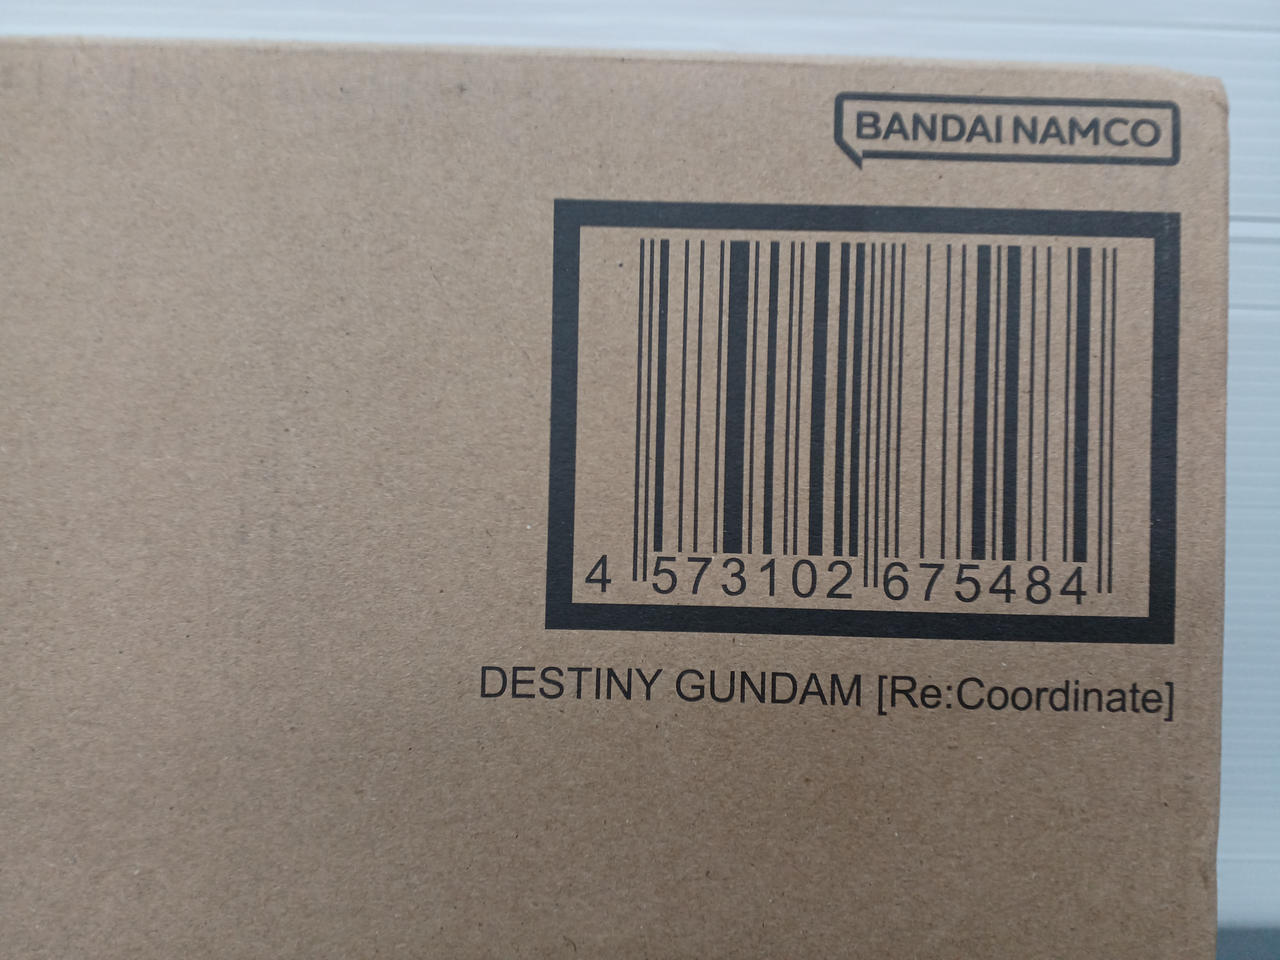 BANDAI NAMCO
4 573102 675484
DESTINY GUNDAM [Re:Coordinate]